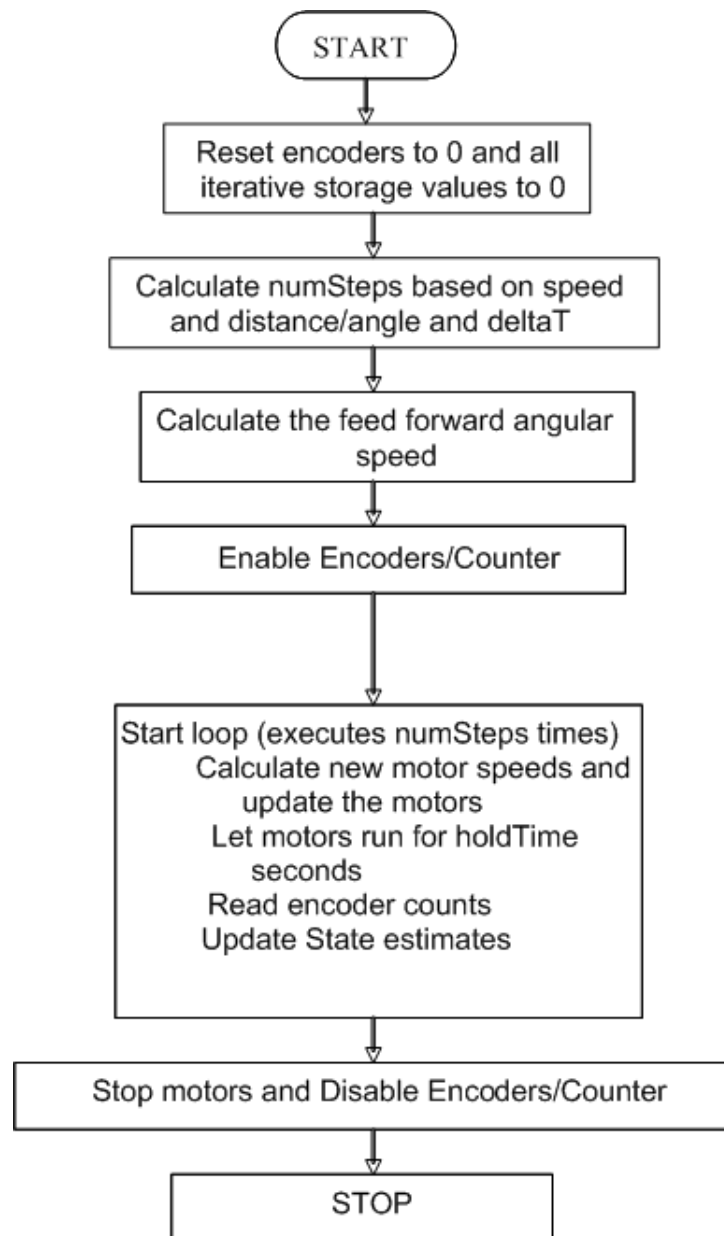 START
Reset encoders to 0 and all
iterative storage values to 0
Calculate numSteps based on speed
and distance/angle and deltaT
Calculate the feed forward angular
speed
Enable Encoders/Counter
Start loop (executes numSteps times)
Calculate new motor speeds and
update the motors
Let motors run for holdTime
seconds
Read encoder counts
Update State estimates
Stop motors and Disable Encoders/Counter
STOP